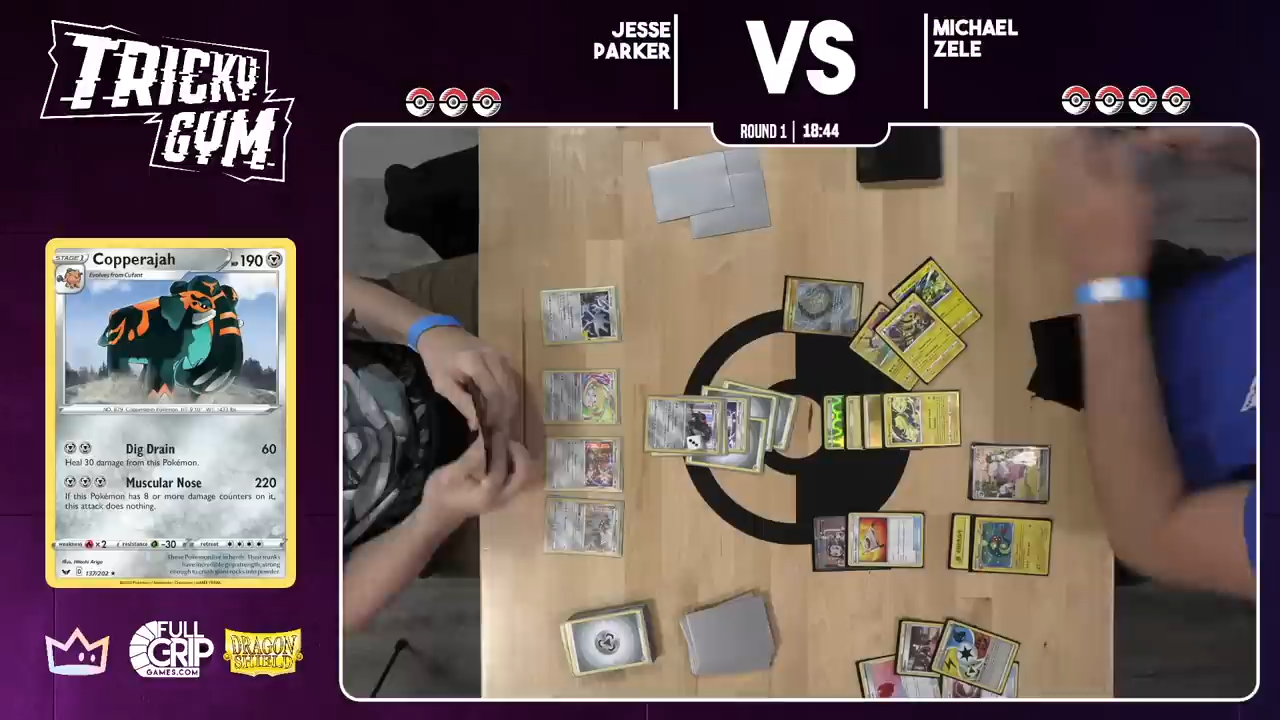 TRICKY
GYM
JESSE
PARKER
VS
MICHAEL
ZELE
ROUND 1 | 18:44
STAGE 1
Copperajah
190
Evolves from Cufant
Dig Drain 60
Heal 30 damage from this Pokémon.
Muscular Nose 220
If this Pokémon has 8 or more damage counters on it,
this attack does nothing.
weakness ×2 resistance -30 retreat
137/202
FULL
GRIP
GAMES.COM
DRAGON
SHIELD